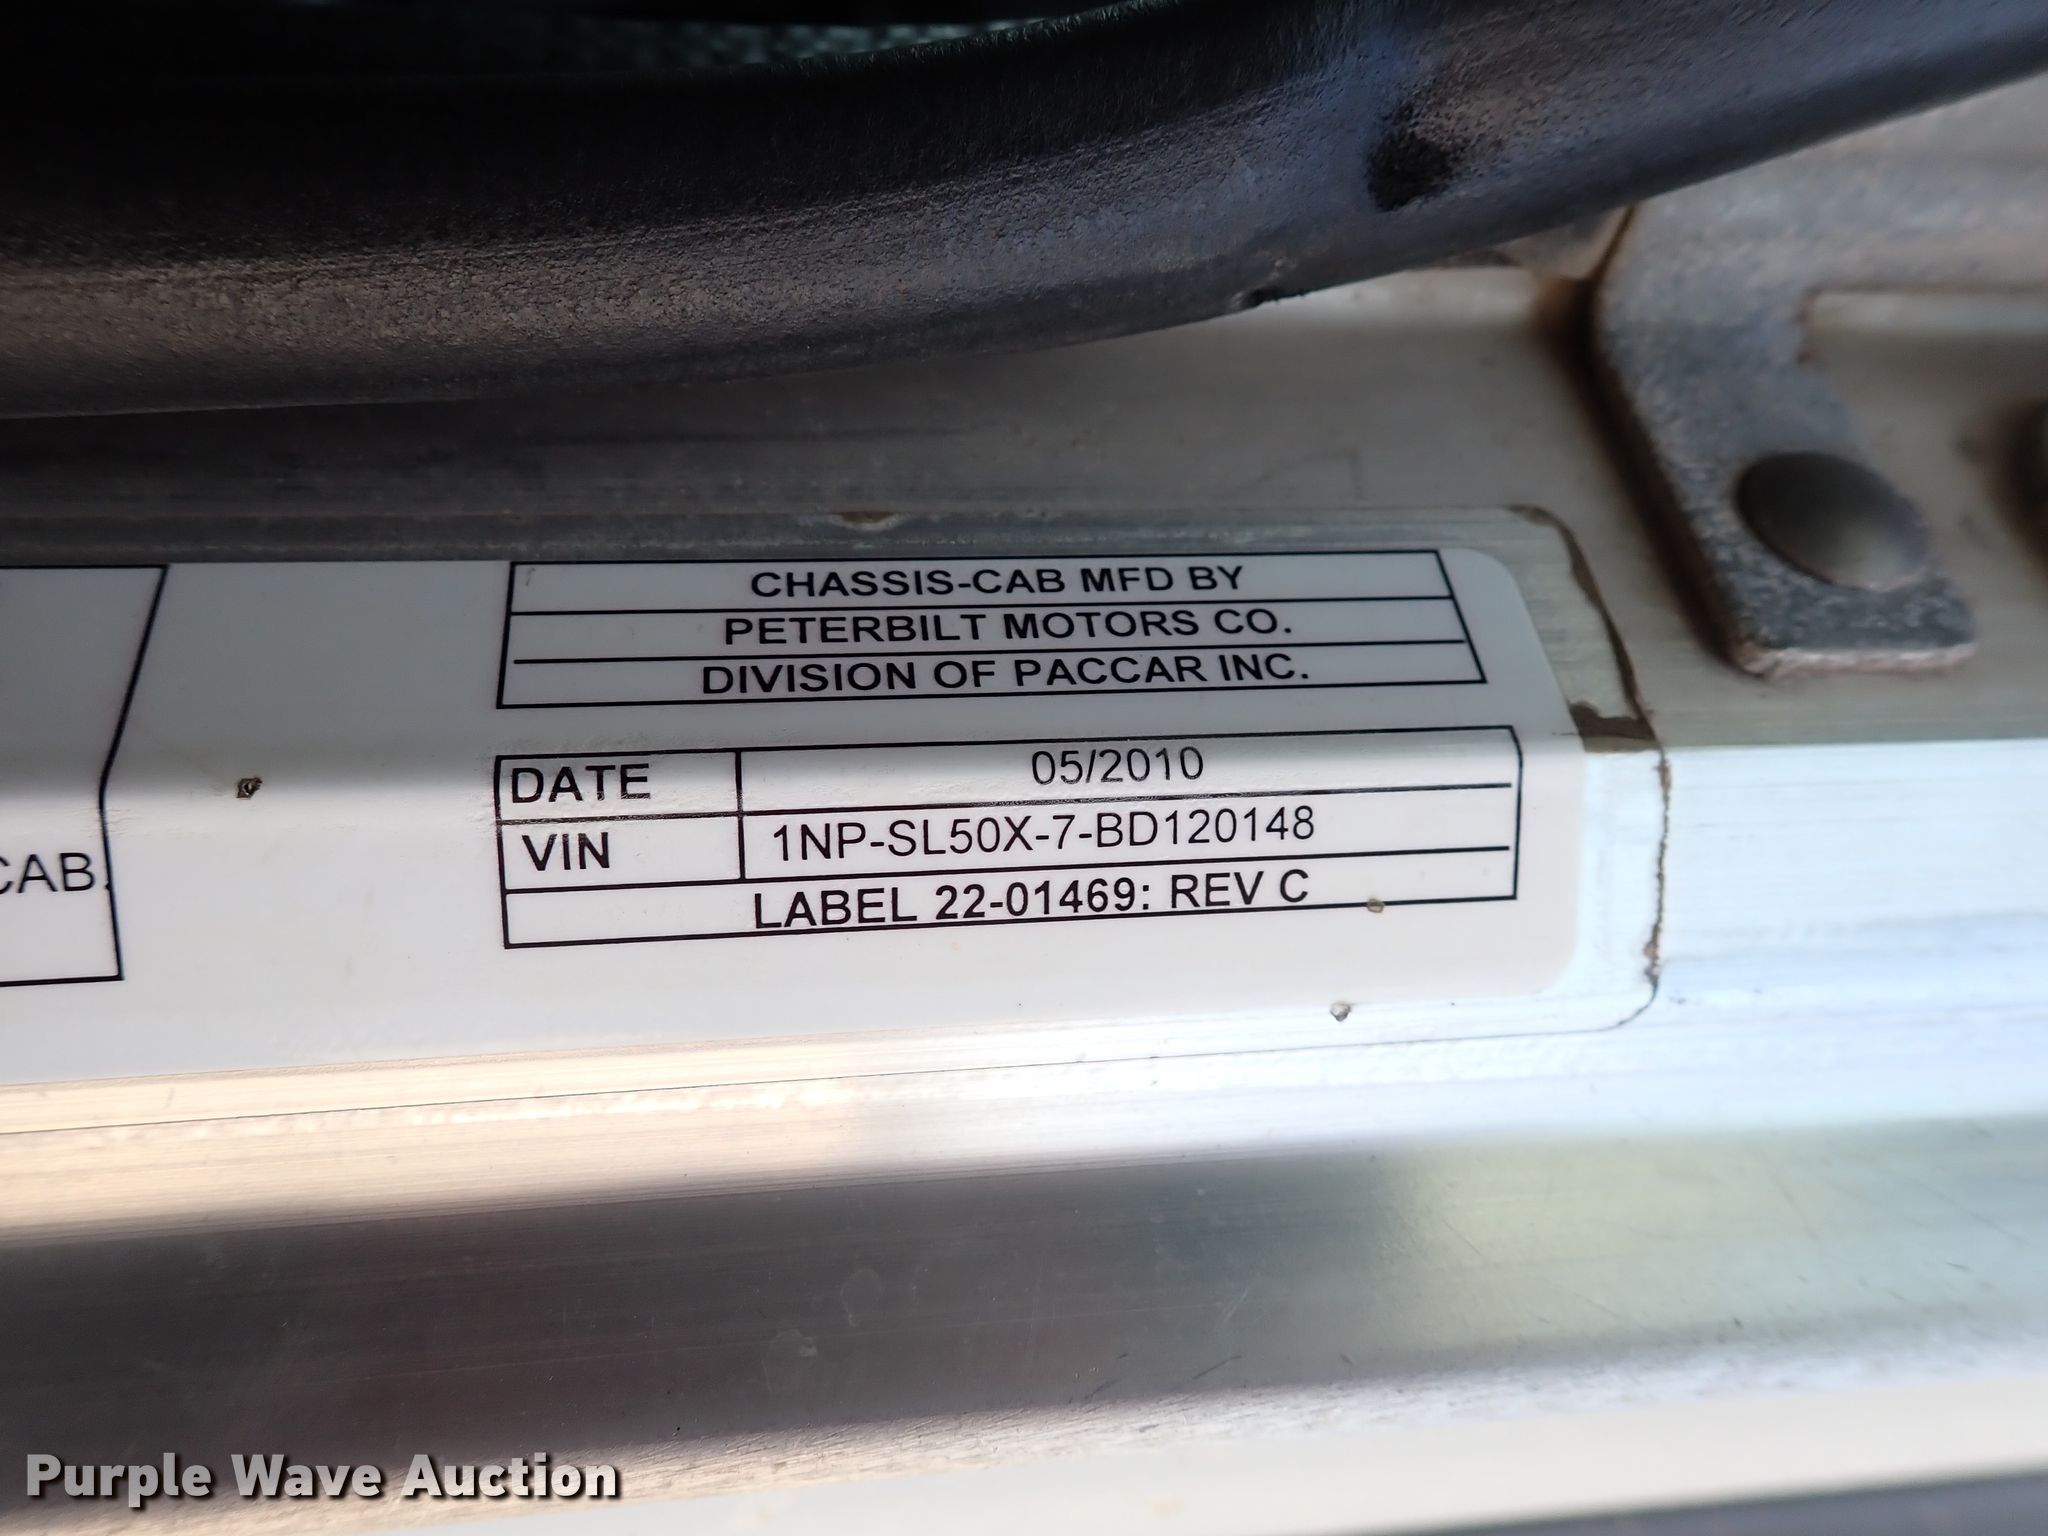 CHASSIS-CAB MFD BY
PETERBILT MOTORS CO.
DIVISION OF PACCAR INC.
DATE 05/2010
VIN 1NP-SL50X-7-BD120148
LABEL 22-01469: REV C
CAB.
Purple Wave Auction